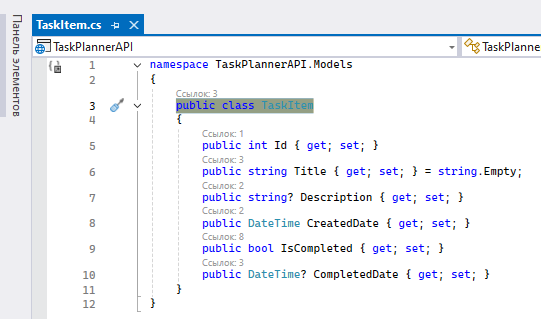 Панель элементов
TaskItem.cs
TaskPlannerAPI
TaskPlanner
1 namespace TaskPlannerAPI.Models
2 {
Ссылок: 3
3 public class TaskItem
4 {
Ссылок: 1
5 public int Id { get; set; }
Ссылок: 3
6 public string Title { get; set; } = string.Empty;
Ссылок: 2
7 public string? Description { get; set; }
Ссылок: 2
8 public DateTime CreatedDate { get; set; }
Ссылок: 8
9 public bool IsCompleted { get; set; }
Ссылок: 3
10 public DateTime? CompletedDate { get; set; }
11 }
12 }